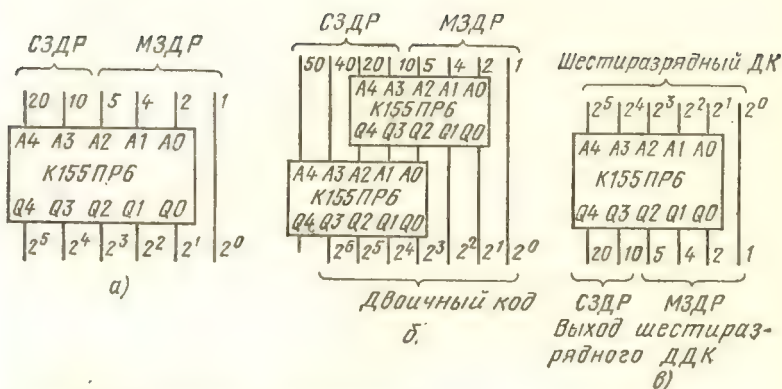 СЗДР МЗДР
20 10 5 4 2 1
A4 A3 A2 A1 A0
К155ПР6
Q4 Q3 Q2 Q1 Q0
2⁵ 2⁴ 2³ 2² 2¹ 2⁰
а)
СЗДР МЗДР
50 40 20 10 5 4 2 1
A4 A3 A2 A1 A0
К155ПР6
Q4 Q3 Q2 Q1 Q0
A4 A3 A2 A1 A0
К155ПР6
Q4 Q3 Q2 Q1 Q0
2⁶ 2⁵ 2⁴ 2³ 2² 2¹ 2⁰
Двоичный код
б.
Шестиразрядный ДК
2⁵ 2⁴ 2³ 2² 2¹ 2⁰
A4 A3 A2 A1 A0
К155ПР6
Q4 Q3 Q2 Q1 Q0
20 10 5 4 2 1
СЗДР МЗДР
Выход шестираз-
рядного ДДК
в)